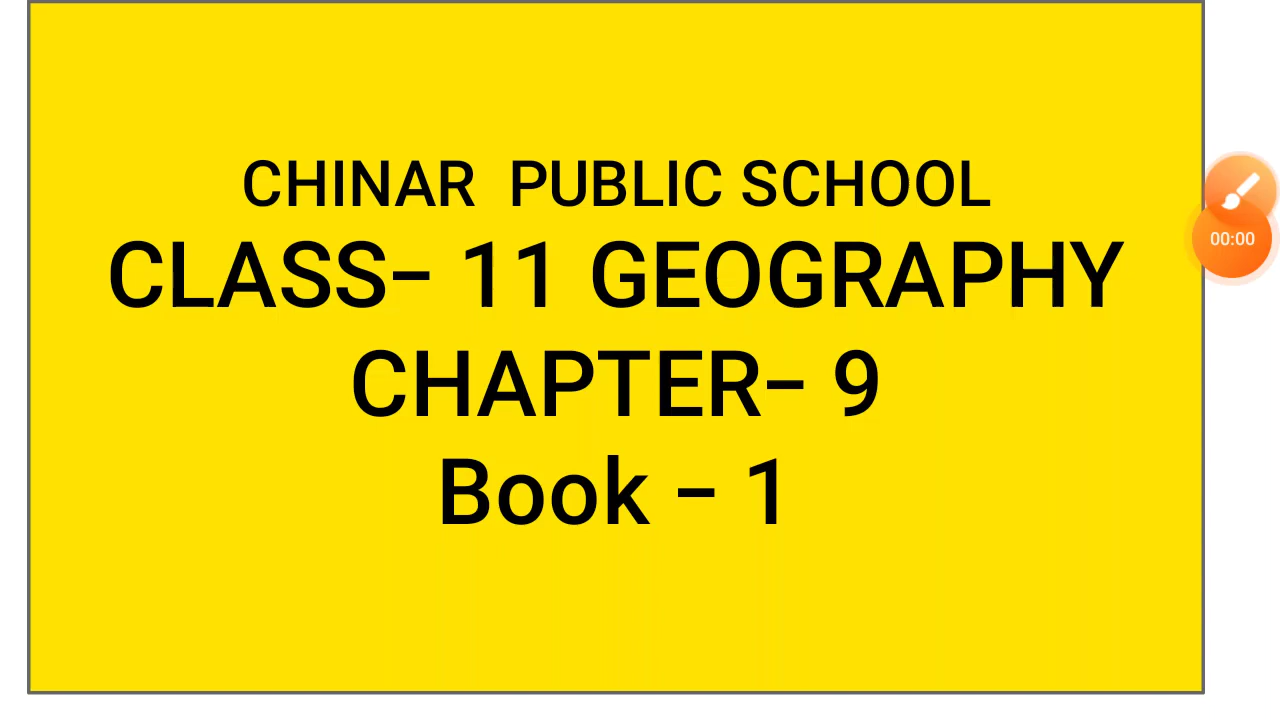 CHINAR PUBLIC SCHOOL
CLASS– 11 GEOGRAPHY
CHAPTER– 9
Book – 1
00:00